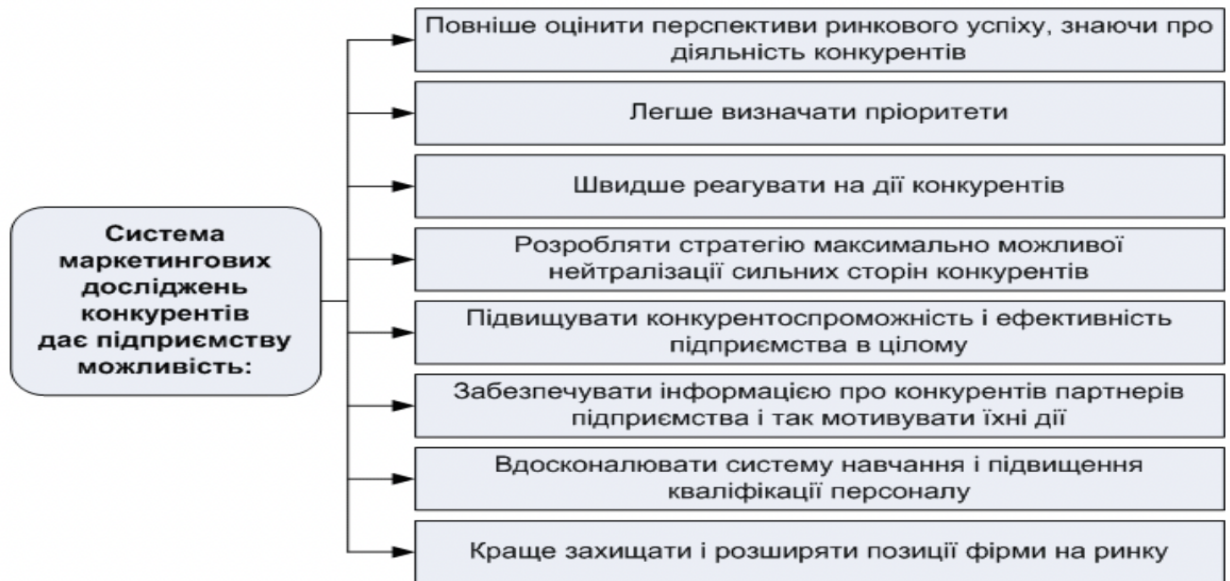 Система
маркетингових
досліджень
конкурентів
дає підприємству
можливість:
Повніше оцінити перспективи ринкового успіху, знаючи про
діяльність конкурентів
Легше визначати пріоритети
Швидше реагувати на дії конкурентів
Розробляти стратегію максимально можливої
нейтралізації сильних сторін конкурентів
Підвищувати конкурентоспроможність і ефективність
підприємства в цілому
Забезпечувати інформацією про конкурентів партнерів
підприємства і так мотивувати їхні дії
Вдосконалювати систему навчання і підвищення
кваліфікації персоналу
Краще захищати і розширяти позиції фірми на ринку